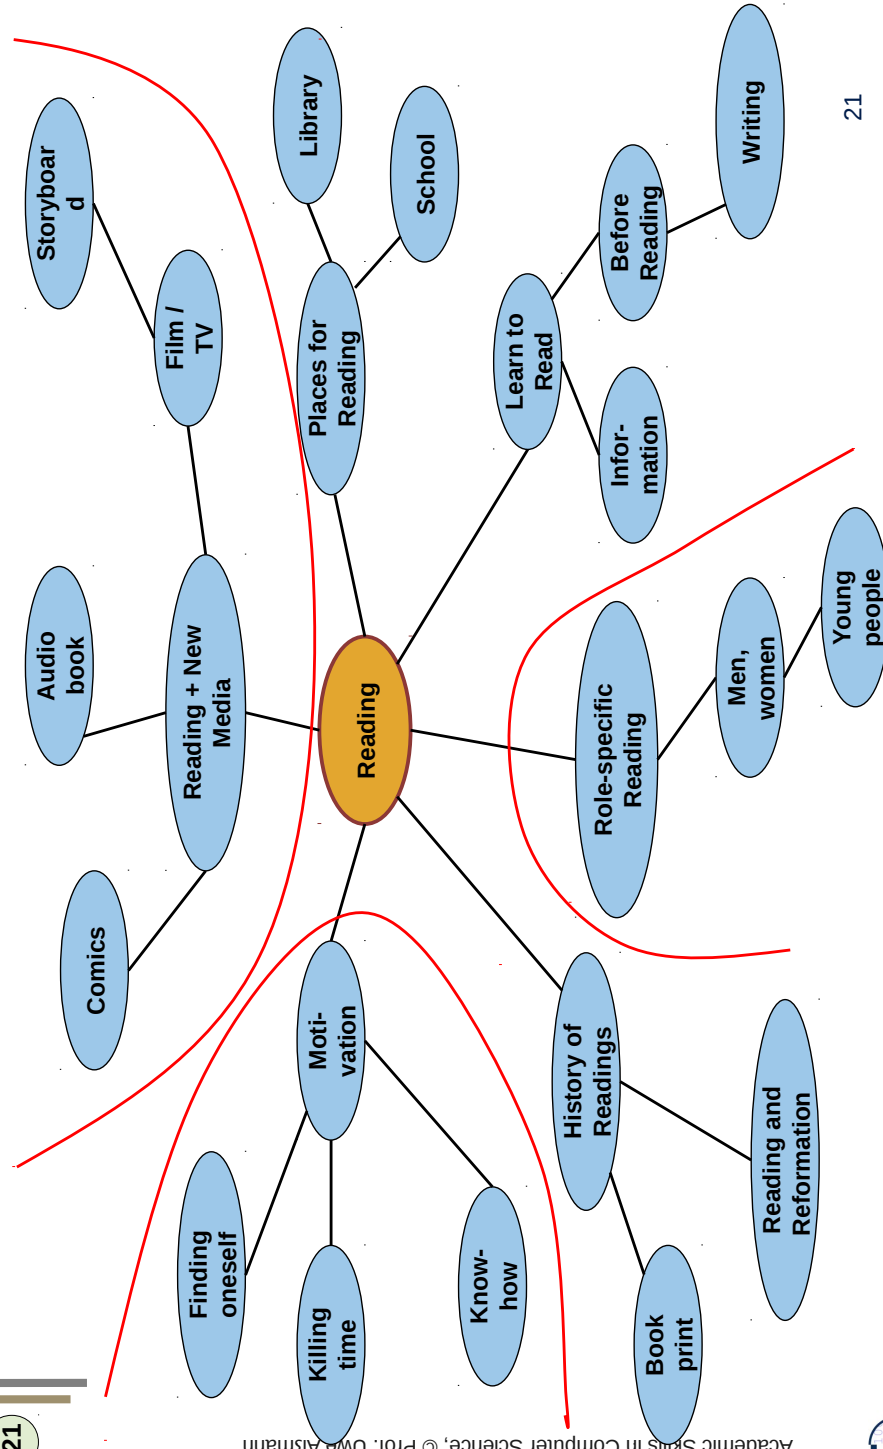 Storyboar
d
Film /
TV
Audio
book
Reading + New
Media
Comics
Library
School
Places for
Reading
Learn to
Read
Before
Reading
Writing
Infor-
mation
Reading
Role-specific
Reading
Men,
women
Young
people
Moti-
vation
Finding
oneself
Killing
time
Know-
how
History of
Readings
Book
print
Reading and
Reformation
21
21
Academic Skills in Computer Science, © Prof. Uwe Aßmann